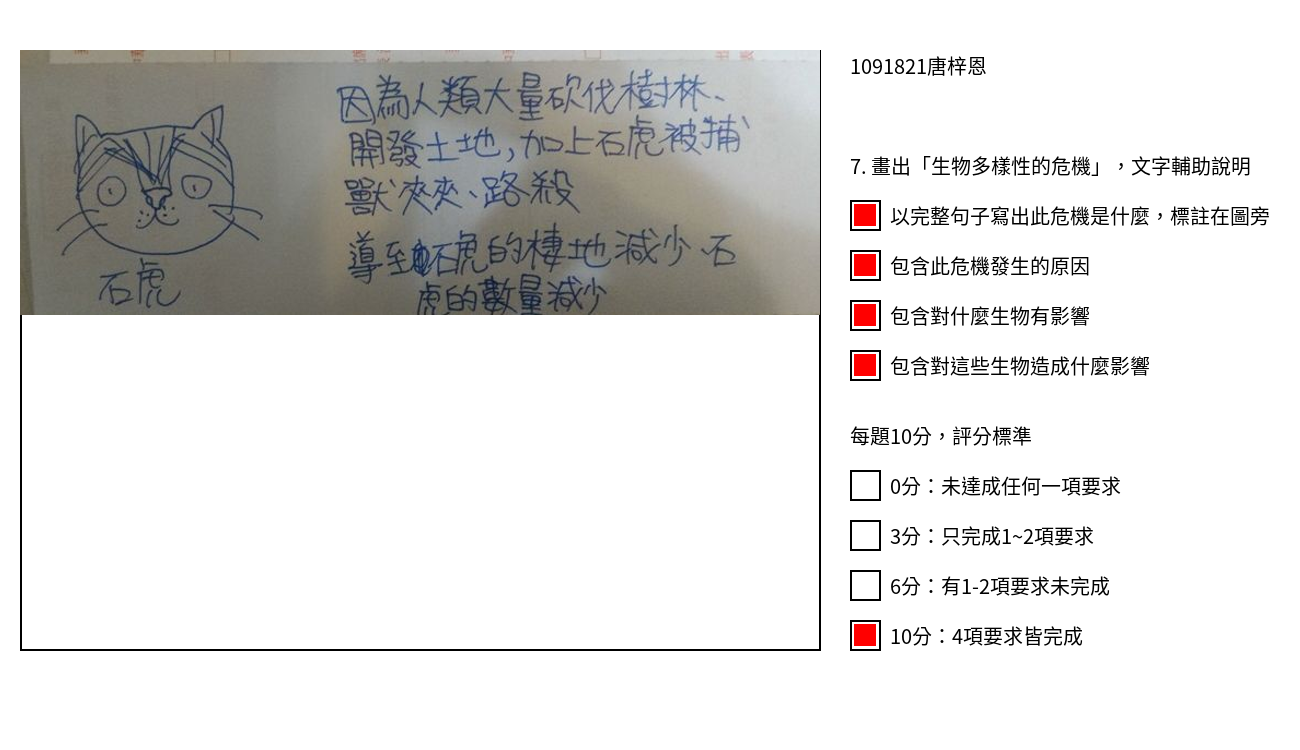 因為人類大量砍伐樹林、
開發土地,加上石虎被捕
獸夾夾、路殺
導至石虎的棲地減少、石
虎的數量減少
石虎
1091821唐梓恩
7. 畫出「生物多樣性的危機」，文字輔助說明
以完整句子寫出此危機是什麼，標註在圖旁
包含此危機發生的原因
包含對什麼生物有影響
包含對這些生物造成什麼影響
每題10分，評分標準
0分：未達成任何一項要求
3分：只完成1~2項要求
6分：有1-2項要求未完成
10分：4項要求皆完成